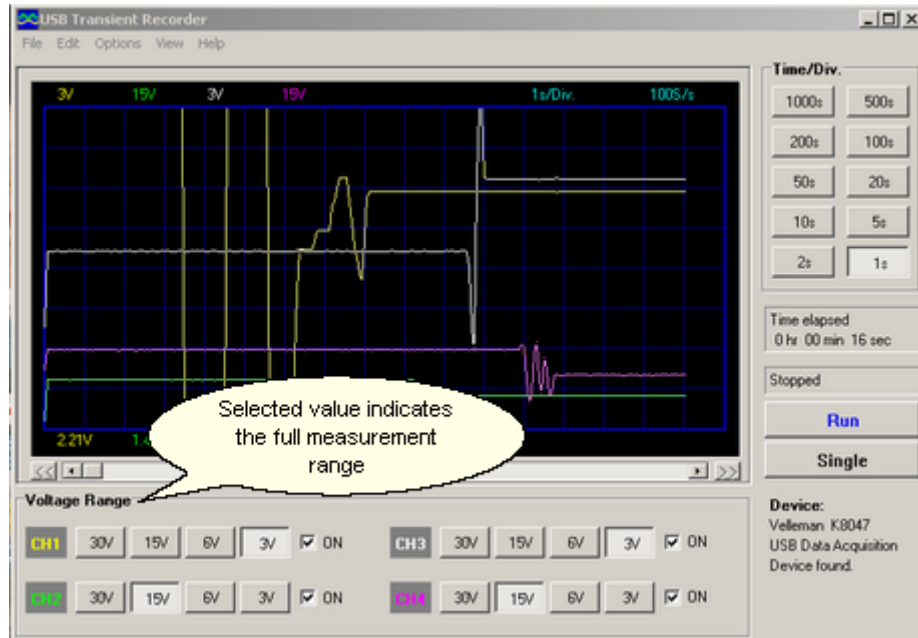 USB Transient Recorder
File Edit Options View Help
3V 15V 3V 15V 1s/Div. 100S/s
2.21V
Selected value indicates
the full measurement
range
Time/Div.
1000s 500s
200s 100s
50s 20s
10s 5s
2s 1s
Time elapsed
0 hr 00 min 16 sec
Stopped
Run
Single
Device:
Velleman K8047
USB Data Acquisition
Device found.
Voltage Range
CH1 30V 15V 6V 3V ON
CH3 30V 15V 6V 3V ON
CH2 30V 15V 6V 3V ON
CH4 30V 15V 6V 3V ON